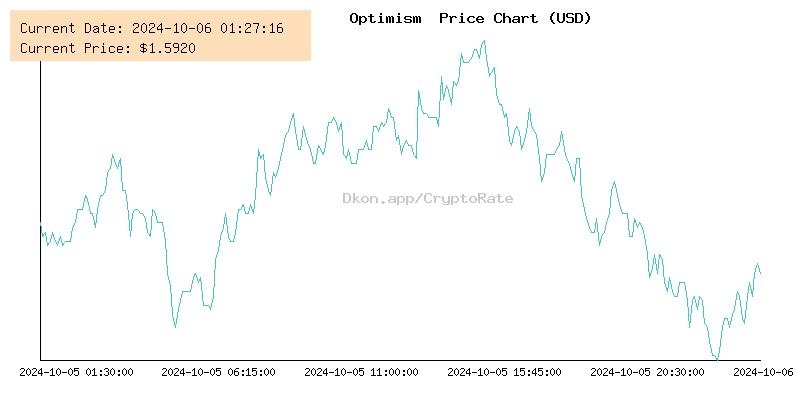 Optimism  Price Chart (USD)
Current Date: 2024-10-06 01:27:16
Current Price: $1.5920
Dkon.app/CryptoRate
2024-10-05 01:30:00 2024-10-05 06:15:00 2024-10-05 11:00:00 2024-10-05 15:45:00 2024-10-05 20:30:00 2024-10-06